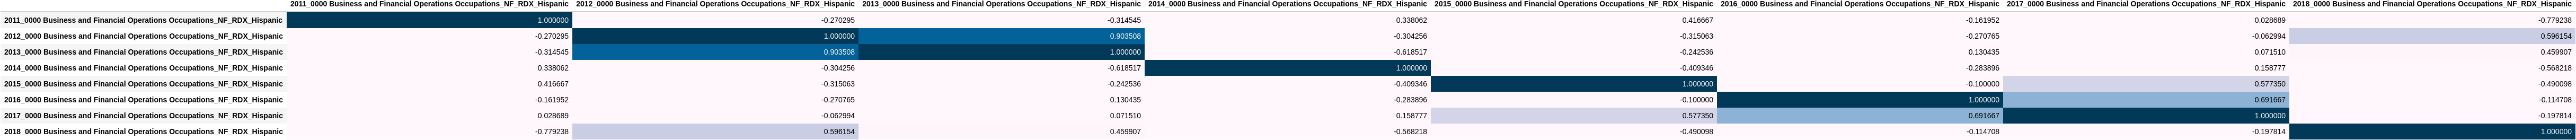 2011_0000 Business and Financial Operations Occupations_NF_RDX_Hispanic 2012_0000 Business and Financial Operations Occupations_NF_RDX_Hispanic 2013_0000 Business and Financial Operations Occupations_NF_RDX_Hispanic 2014_0000 Business and Financial Operations Occupations_NF_RDX_Hispanic 2015_0000 Business and Financial Operations Occupations_NF_RDX_Hispanic 2016_0000 Business and Financial Operations Occupations_NF_RDX_Hispanic 2017_0000 Business and Financial Operations Occupations_NF_RDX_Hispanic 2018_0000 Business and Financial Operations Occupations_NF_RDX_Hispanic
2011_0000 Business and Financial Operations Occupations_NF_RDX_Hispanic 1.000000 -0.270295 -0.314545 0.338062 0.416667 -0.161952 0.028689 -0.779238
2012_0000 Business and Financial Operations Occupations_NF_RDX_Hispanic -0.270295 1.000000 0.903508 -0.304256 -0.315063 -0.270765 -0.062994 0.596154
2013_0000 Business and Financial Operations Occupations_NF_RDX_Hispanic -0.314545 0.903508 1.000000 -0.618517 -0.242536 0.130435 0.071510 0.459907
2014_0000 Business and Financial Operations Occupations_NF_RDX_Hispanic 0.338062 -0.304256 -0.618517 1.000000 -0.409346 -0.283896 0.158777 -0.568218
2015_0000 Business and Financial Operations Occupations_NF_RDX_Hispanic 0.416667 -0.315063 -0.242536 -0.409346 1.000000 -0.100000 0.577350 -0.490098
2016_0000 Business and Financial Operations Occupations_NF_RDX_Hispanic -0.161952 -0.270765 0.130435 -0.283896 -0.100000 1.000000 0.691667 -0.114708
2017_0000 Business and Financial Operations Occupations_NF_RDX_Hispanic 0.028689 -0.062994 0.071510 0.158777 0.577350 0.691667 1.000000 -0.197814
2018_0000 Business and Financial Operations Occupations_NF_RDX_Hispanic -0.779238 0.596154 0.459907 -0.568218 -0.490098 -0.114708 -0.197814 1.000000